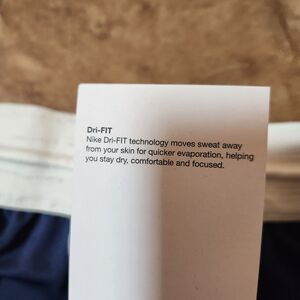 Dri-FIT
Nike Dri-FIT technology moves sweat away
from your skin for quicker evaporation, helping
you stay dry, comfortable and focused.